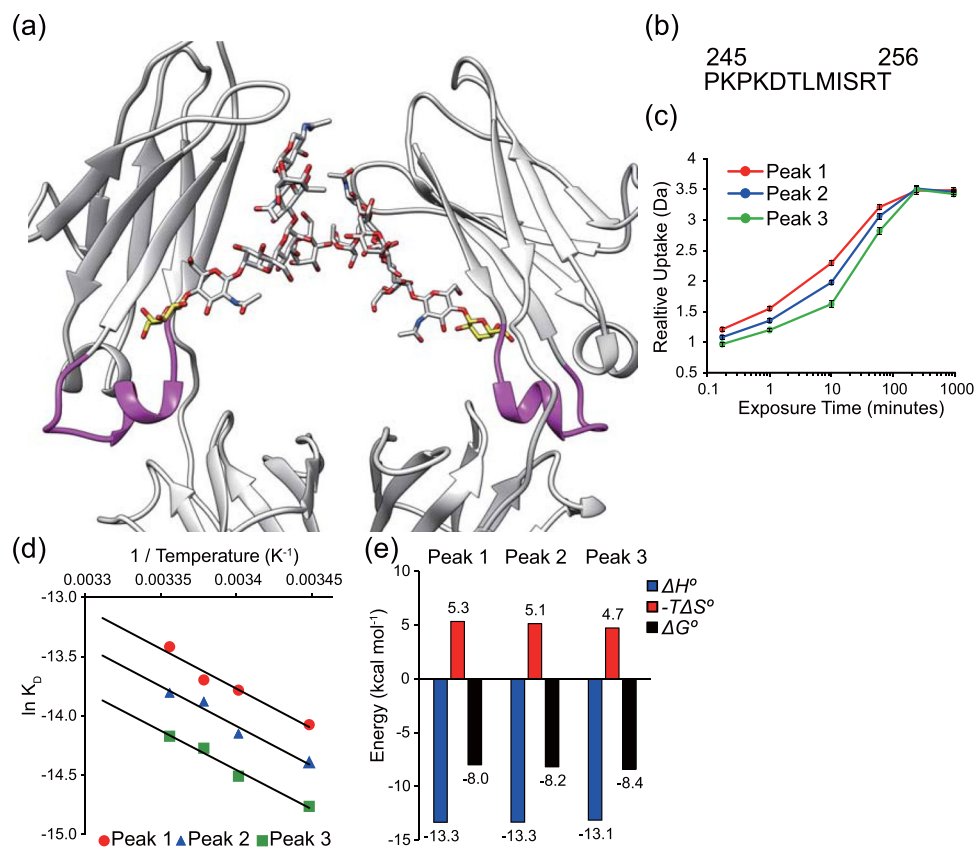 (a)
(b)
245 256
PKPKDTLMISRT
(c)
Realtive Uptake (Da)
4
3.5
3
2.5
2
1.5
1
0.5
Peak 1
Peak 2
Peak 3
0.1 1 10 100 1000
Exposure Time (minutes)
(d)
1 / Temperature (K⁻¹)
0.0033 0.00335 0.0034 0.00345
ln K_D
-13.0
-13.5
-14.0
-14.5
-15.0
Peak 1 Peak 2 Peak 3
(e)
Peak 1 Peak 2 Peak 3
Energy (kcal mol⁻¹)
10
5
0
-5
-10
-15
5.3 5.1 4.7
-8.0 -8.2 -8.4
-13.3 -13.3 -13.1
ΔHº
-TΔSº
ΔGº